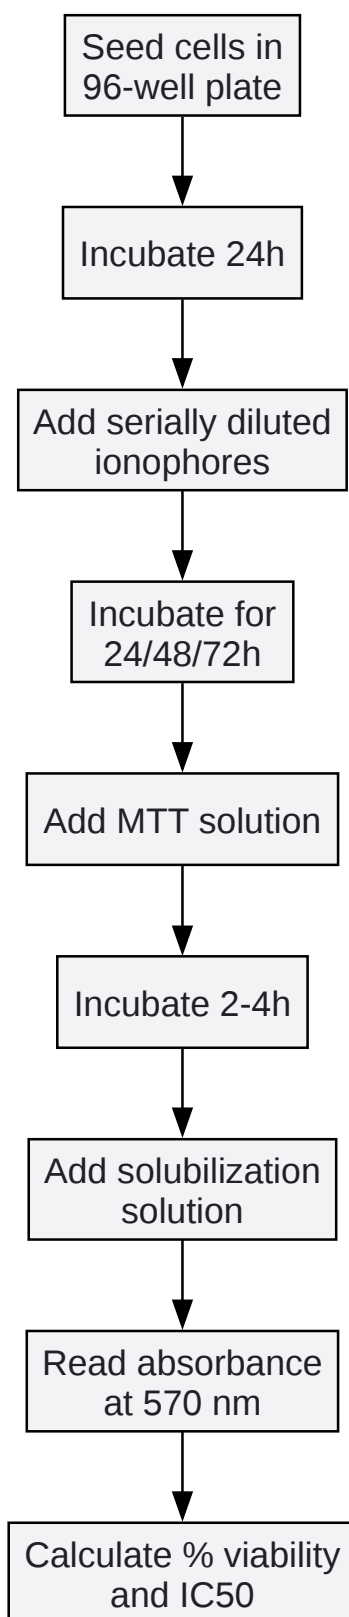 Seed cells in
96-well plate
Incubate 24h
Add serially diluted
ionophores
Incubate for
24/48/72h
Add MTT solution
Incubate 2-4h
Add solubilization
solution
Read absorbance
at 570 nm
Calculate % viability
and IC50